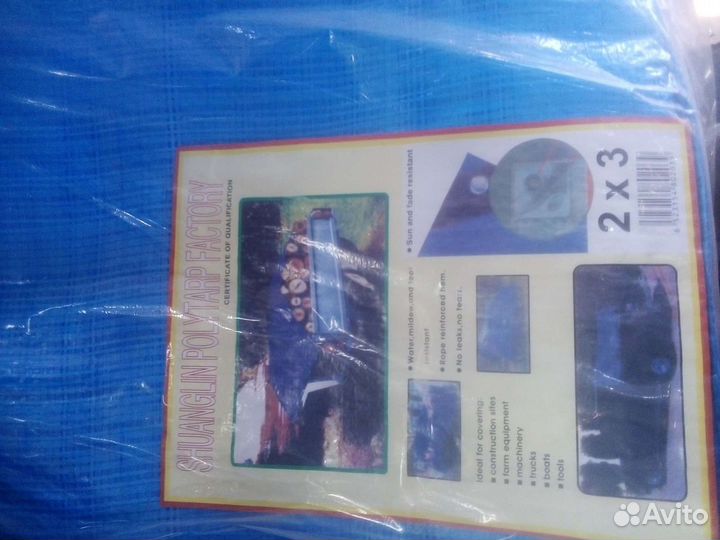 SHUANGLIN POLYTARP FACTORY
CERTIFICATE OF QUALIFICATION
● Water,mildew,and tear
resistant
● Rope reinforced hem.
● No leaks,no tears.
● Sun and fade resistant
2 x 3
Ideal for covering:
■ construction sites
■ farm equipment
■ machinery
■ trucks
■ boats
■ tools
Avito